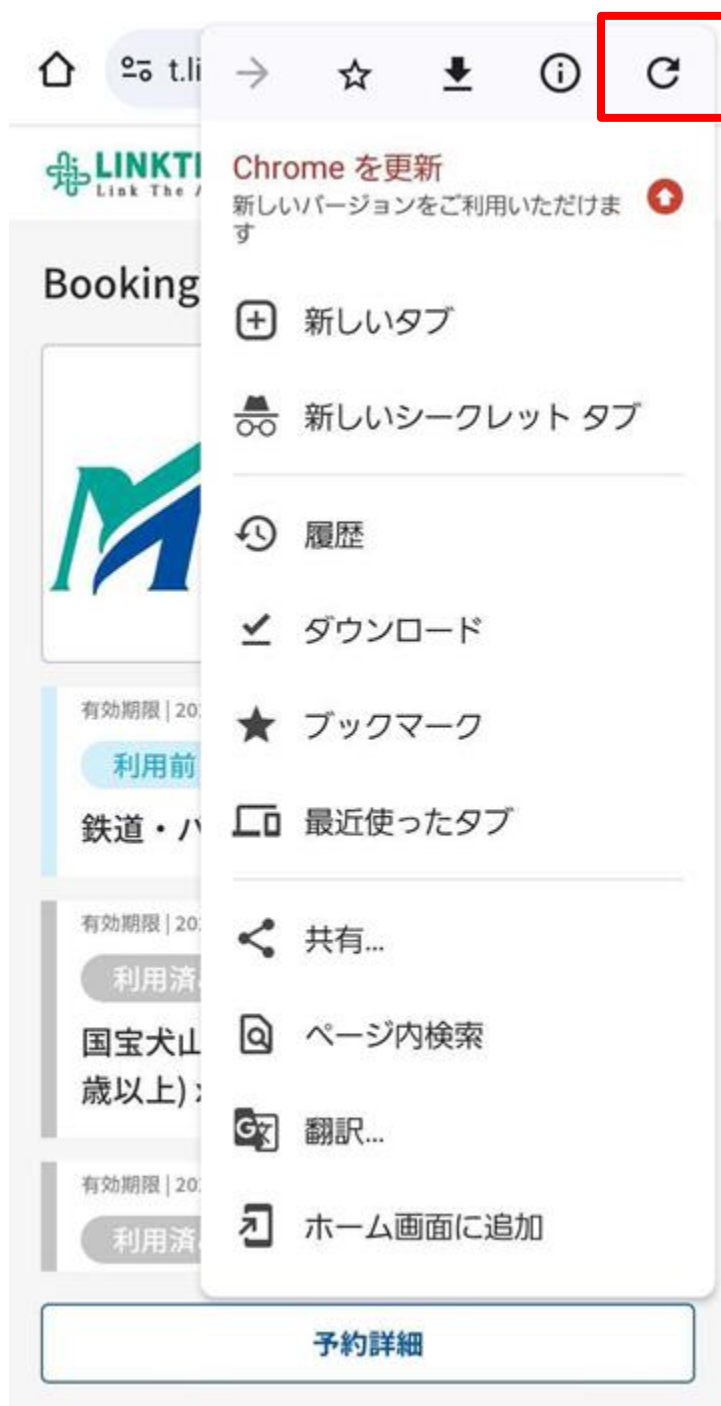 t.li
LINKTI
Link The A
Chrome を更新
新しいバージョンをご利用いただけま
す
Booking
新しいタブ
新しいシークレット タブ
履歴
ダウンロード
ブックマーク
最近使ったタブ
有効期限 | 20
利用前
鉄道・バ
有効期限 | 20
利用済
国宝犬山
歳以上) x
有効期限 | 20
利用済
共有...
ページ内検索
翻訳...
ホーム画面に追加
予約詳細